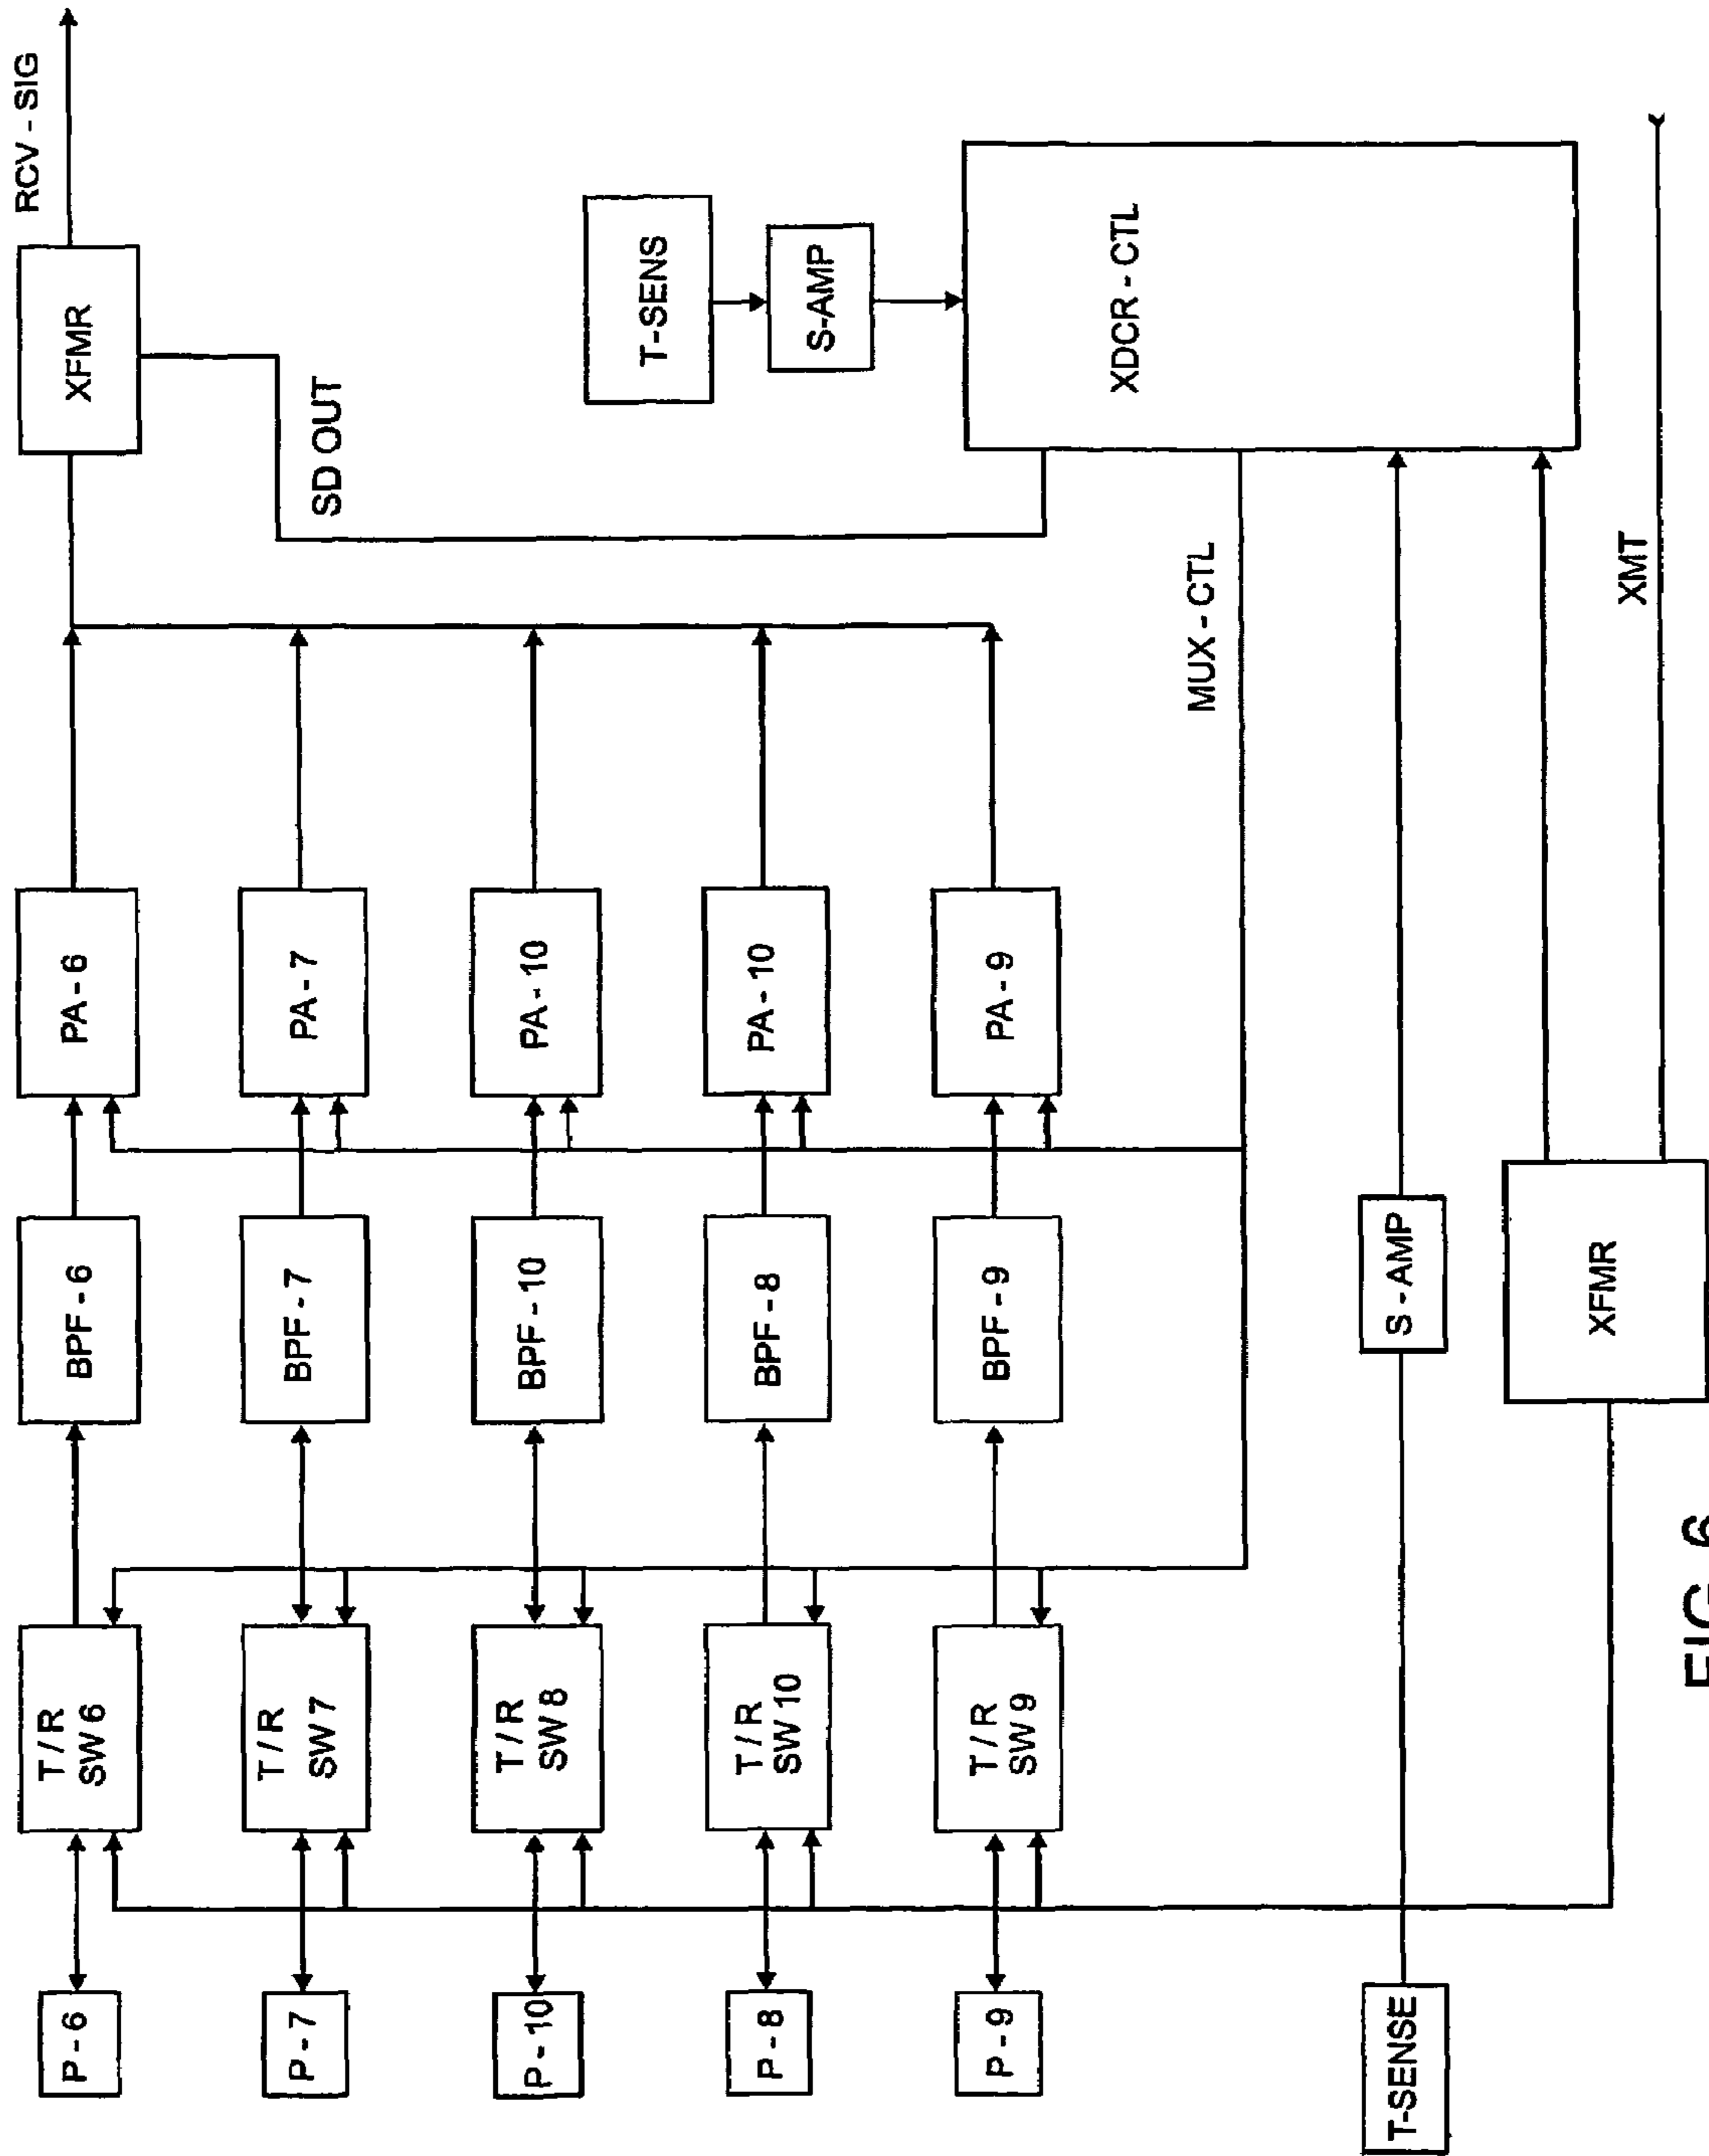 RCV - SIG
P - 6
T / R
SW 6
BPF - 6
PA - 6
XFMR
P - 7
T / R
SW 7
BPF - 7
PA - 7
SD OUT
P - 10
T / R
SW 8
BPF - 10
PA - 10
P - 8
T / R
SW 10
BPF - 8
PA - 10
T - SENS
S-AMP
P - 9
T / R
SW 9
BPF - 9
PA - 9
XDCR - CTL
MUX - CTL
T-SENSE
S - AMP
XFMR
XMT
FIG. 6